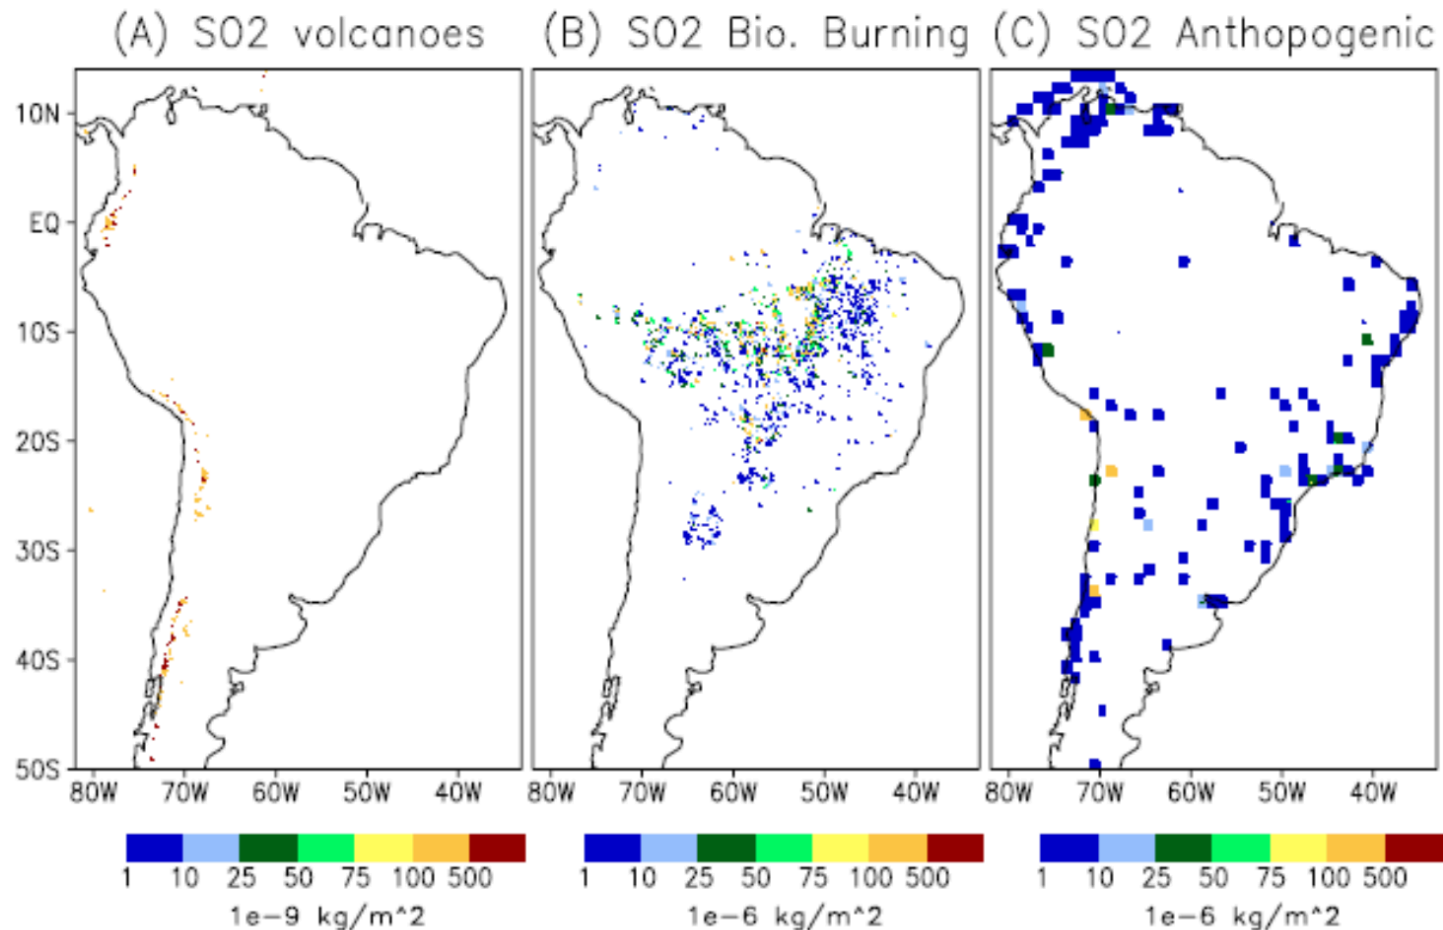 (A) SO2 volcanoes
(B) SO2 Bio. Burning
(C) SO2 Anthopogenic
10N
EQ
10S
20S
30S
40S
50S
80W 70W 60W 50W 40W
80W 70W 60W 50W 40W
80W 70W 60W 50W 40W
1 10 25 50 75 100 500
1e-9 kg/m^2
1 10 25 50 75 100 500
1e-6 kg/m^2
1 10 25 50 75 100 500
1e-6 kg/m^2